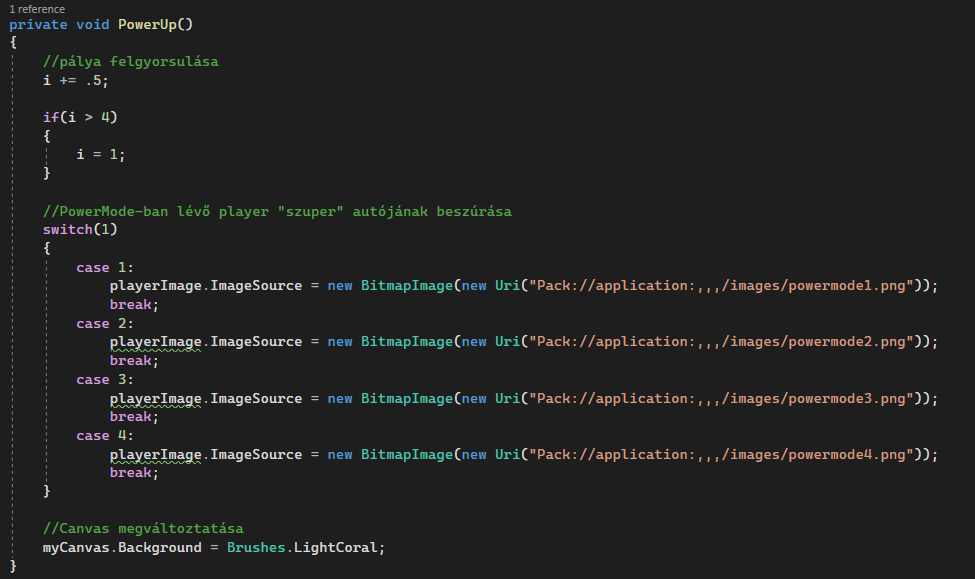 1 reference
private void PowerUp()
{
    //pálya felgyorsulása
    i += .5;

    if(i > 4)
    {
        i = 1;
    }

    //PowerMode-ban lévő player "szuper" autójának beszúrása
    switch(1)
    {
        case 1:
            playerImage.ImageSource = new BitmapImage(new Uri("Pack://application:,,,/images/powermode1.png"));
            break;
        case 2:
            playerImage.ImageSource = new BitmapImage(new Uri("Pack://application:,,,/images/powermode2.png"));
            break;
        case 3:
            playerImage.ImageSource = new BitmapImage(new Uri("Pack://application:,,,/images/powermode3.png"));
            break;
        case 4:
            playerImage.ImageSource = new BitmapImage(new Uri("Pack://application:,,,/images/powermode4.png"));
            break;
    }

    //Canvas megváltoztatása
    myCanvas.Background = Brushes.LightCoral;
}